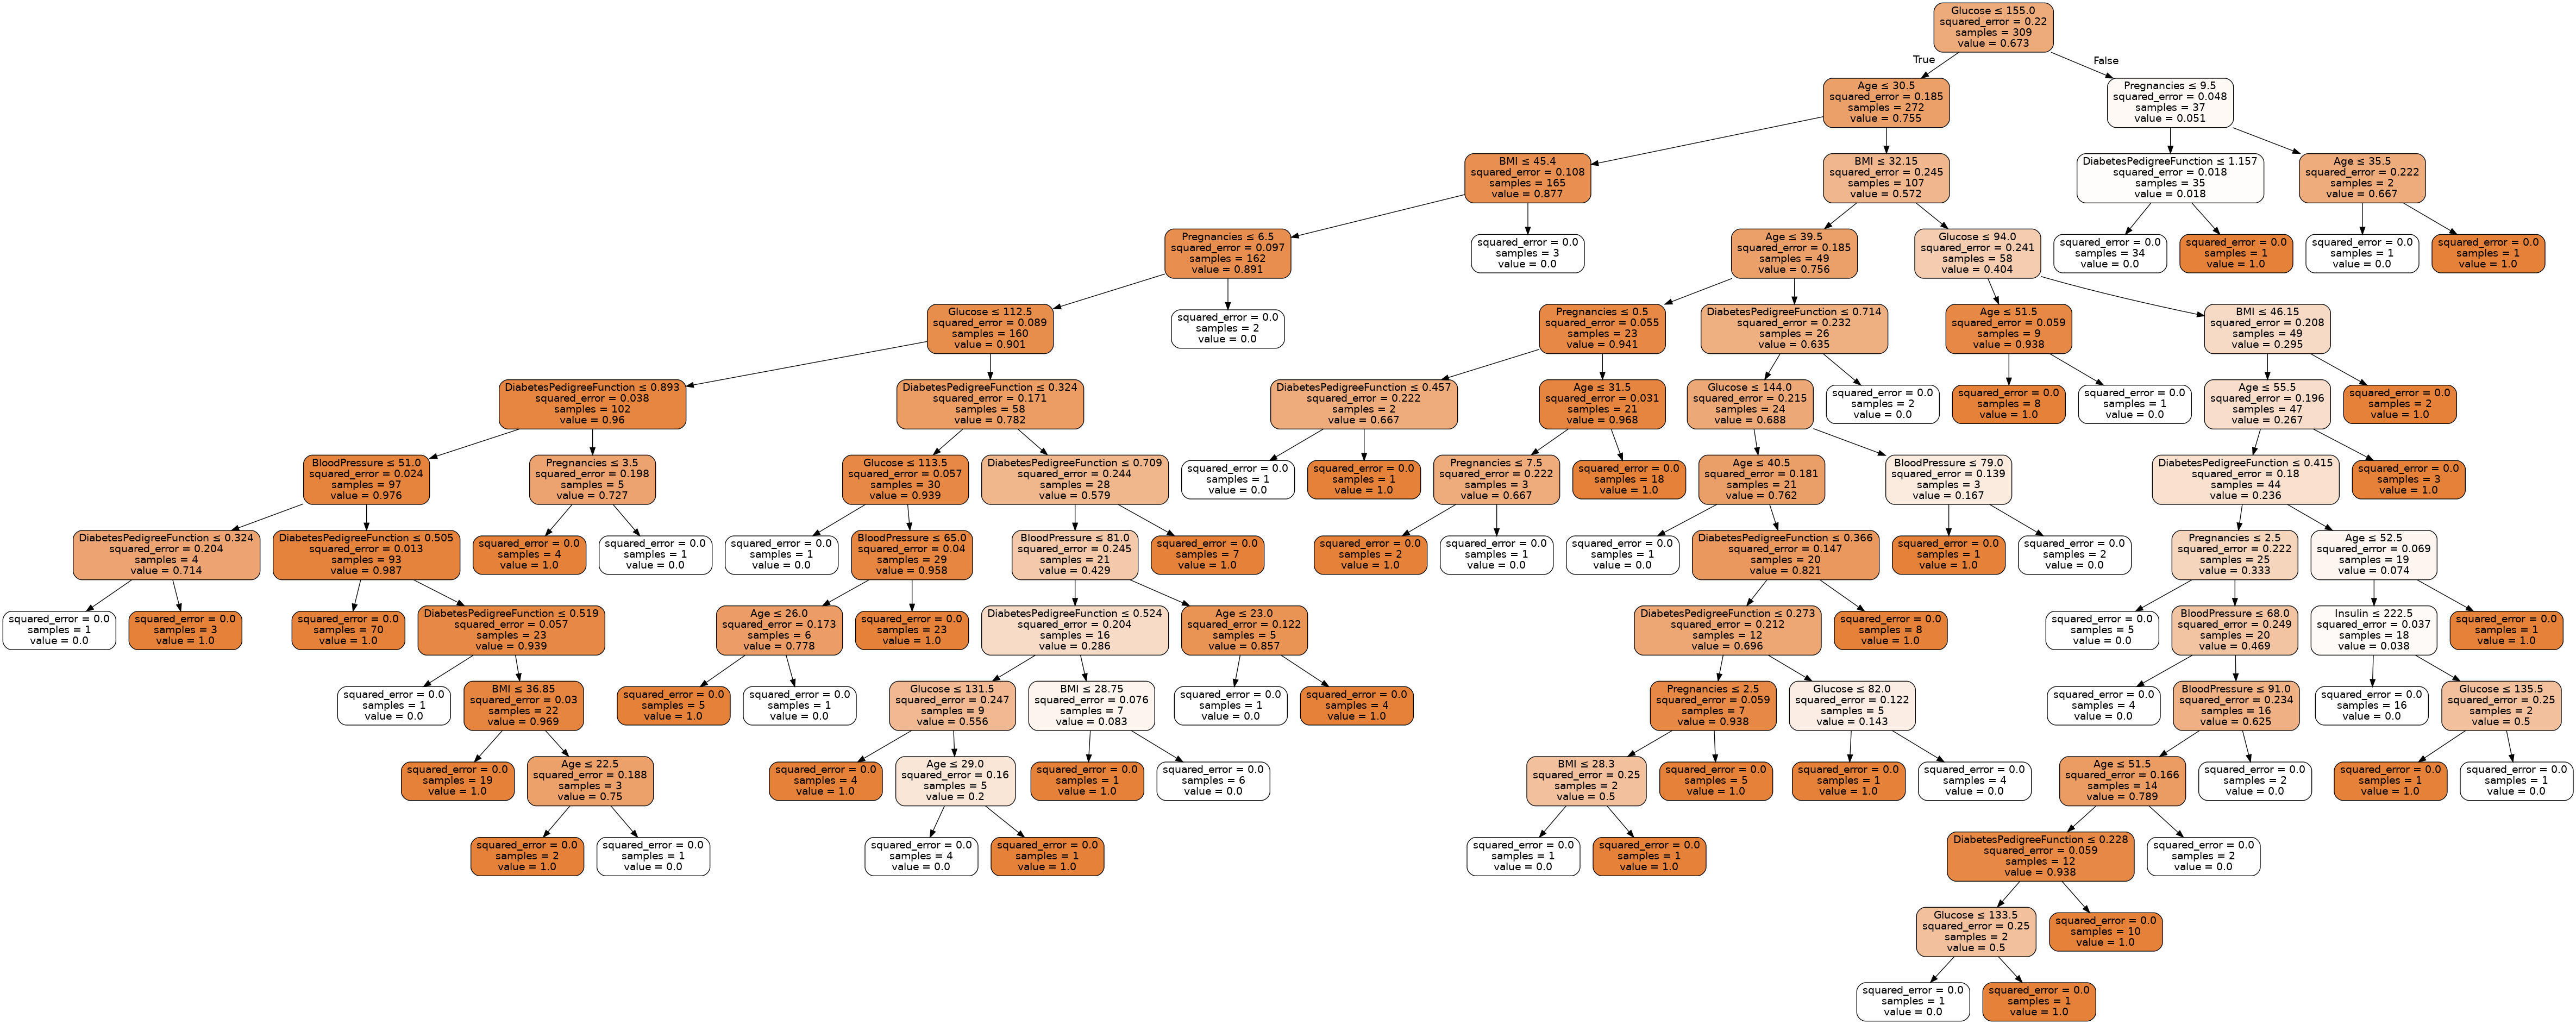 Glucose ≤ 155.0
squared_error = 0.22
samples = 309
value = 0.673
True
False
Age ≤ 30.5
squared_error = 0.185
samples = 272
value = 0.755
Pregnancies ≤ 9.5
squared_error = 0.048
samples = 37
value = 0.051
BMI ≤ 45.4
squared_error = 0.108
samples = 165
value = 0.877
BMI ≤ 32.15
squared_error = 0.245
samples = 107
value = 0.572
DiabetesPedigreeFunction ≤ 1.157
squared_error = 0.018
samples = 35
value = 0.018
Age ≤ 35.5
squared_error = 0.222
samples = 2
value = 0.667
Pregnancies ≤ 6.5
squared_error = 0.097
samples = 162
value = 0.891
squared_error = 0.0
samples = 3
value = 0.0
Age ≤ 39.5
squared_error = 0.185
samples = 49
value = 0.756
Glucose ≤ 94.0
squared_error = 0.241
samples = 58
value = 0.404
squared_error = 0.0
samples = 34
value = 0.0
squared_error = 0.0
samples = 1
value = 1.0
squared_error = 0.0
samples = 1
value = 0.0
squared_error = 0.0
samples = 1
value = 1.0
Glucose ≤ 112.5
squared_error = 0.089
samples = 160
value = 0.901
squared_error = 0.0
samples = 2
value = 0.0
Pregnancies ≤ 0.5
squared_error = 0.055
samples = 23
value = 0.941
DiabetesPedigreeFunction ≤ 0.714
squared_error = 0.232
samples = 26
value = 0.635
Age ≤ 51.5
squared_error = 0.059
samples = 9
value = 0.938
BMI ≤ 46.15
squared_error = 0.208
samples = 49
value = 0.295
DiabetesPedigreeFunction ≤ 0.893
squared_error = 0.038
samples = 102
value = 0.96
DiabetesPedigreeFunction ≤ 0.324
squared_error = 0.171
samples = 58
value = 0.782
DiabetesPedigreeFunction ≤ 0.457
squared_error = 0.222
samples = 2
value = 0.667
Age ≤ 31.5
squared_error = 0.031
samples = 21
value = 0.968
Glucose ≤ 144.0
squared_error = 0.215
samples = 24
value = 0.688
squared_error = 0.0
samples = 2
value = 0.0
squared_error = 0.0
samples = 8
value = 1.0
squared_error = 0.0
samples = 1
value = 0.0
Age ≤ 55.5
squared_error = 0.196
samples = 47
value = 0.267
squared_error = 0.0
samples = 2
value = 1.0
BloodPressure ≤ 51.0
squared_error = 0.024
samples = 97
value = 0.976
Pregnancies ≤ 3.5
squared_error = 0.198
samples = 5
value = 0.727
Glucose ≤ 113.5
squared_error = 0.057
samples = 30
value = 0.939
DiabetesPedigreeFunction ≤ 0.709
squared_error = 0.244
samples = 28
value = 0.579
squared_error = 0.0
samples = 1
value = 0.0
squared_error = 0.0
samples = 1
value = 1.0
Pregnancies ≤ 7.5
squared_error = 0.222
samples = 3
value = 0.667
squared_error = 0.0
samples = 18
value = 1.0
Age ≤ 40.5
squared_error = 0.181
samples = 21
value = 0.762
BloodPressure ≤ 79.0
squared_error = 0.139
samples = 3
value = 0.167
DiabetesPedigreeFunction ≤ 0.415
squared_error = 0.18
samples = 44
value = 0.236
squared_error = 0.0
samples = 3
value = 1.0
DiabetesPedigreeFunction ≤ 0.324
squared_error = 0.204
samples = 4
value = 0.714
DiabetesPedigreeFunction ≤ 0.505
squared_error = 0.013
samples = 93
value = 0.987
squared_error = 0.0
samples = 4
value = 1.0
squared_error = 0.0
samples = 1
value = 0.0
squared_error = 0.0
samples = 1
value = 0.0
BloodPressure ≤ 65.0
squared_error = 0.04
samples = 29
value = 0.958
BloodPressure ≤ 81.0
squared_error = 0.245
samples = 21
value = 0.429
squared_error = 0.0
samples = 7
value = 1.0
squared_error = 0.0
samples = 2
value = 1.0
squared_error = 0.0
samples = 1
value = 0.0
squared_error = 0.0
samples = 1
value = 0.0
DiabetesPedigreeFunction ≤ 0.366
squared_error = 0.147
samples = 20
value = 0.821
squared_error = 0.0
samples = 1
value = 1.0
squared_error = 0.0
samples = 2
value = 0.0
Pregnancies ≤ 2.5
squared_error = 0.222
samples = 25
value = 0.333
Age ≤ 52.5
squared_error = 0.069
samples = 19
value = 0.074
squared_error = 0.0
samples = 1
value = 0.0
squared_error = 0.0
samples = 3
value = 1.0
squared_error = 0.0
samples = 70
value = 1.0
DiabetesPedigreeFunction ≤ 0.519
squared_error = 0.057
samples = 23
value = 0.939
Age ≤ 26.0
squared_error = 0.173
samples = 6
value = 0.778
squared_error = 0.0
samples = 23
value = 1.0
DiabetesPedigreeFunction ≤ 0.524
squared_error = 0.204
samples = 16
value = 0.286
Age ≤ 23.0
squared_error = 0.122
samples = 5
value = 0.857
DiabetesPedigreeFunction ≤ 0.273
squared_error = 0.212
samples = 12
value = 0.696
squared_error = 0.0
samples = 8
value = 1.0
squared_error = 0.0
samples = 5
value = 0.0
BloodPressure ≤ 68.0
squared_error = 0.249
samples = 20
value = 0.469
Insulin ≤ 222.5
squared_error = 0.037
samples = 18
value = 0.038
squared_error = 0.0
samples = 1
value = 1.0
squared_error = 0.0
samples = 1
value = 0.0
BMI ≤ 36.85
squared_error = 0.03
samples = 22
value = 0.969
squared_error = 0.0
samples = 5
value = 1.0
squared_error = 0.0
samples = 1
value = 0.0
Glucose ≤ 131.5
squared_error = 0.247
samples = 9
value = 0.556
BMI ≤ 28.75
squared_error = 0.076
samples = 7
value = 0.083
squared_error = 0.0
samples = 1
value = 0.0
squared_error = 0.0
samples = 4
value = 1.0
Pregnancies ≤ 2.5
squared_error = 0.059
samples = 7
value = 0.938
Glucose ≤ 82.0
squared_error = 0.122
samples = 5
value = 0.143
squared_error = 0.0
samples = 4
value = 0.0
BloodPressure ≤ 91.0
squared_error = 0.234
samples = 16
value = 0.625
squared_error = 0.0
samples = 16
value = 0.0
Glucose ≤ 135.5
squared_error = 0.25
samples = 2
value = 0.5
squared_error = 0.0
samples = 19
value = 1.0
Age ≤ 22.5
squared_error = 0.188
samples = 3
value = 0.75
squared_error = 0.0
samples = 4
value = 1.0
Age ≤ 29.0
squared_error = 0.16
samples = 5
value = 0.2
squared_error = 0.0
samples = 1
value = 1.0
squared_error = 0.0
samples = 6
value = 0.0
BMI ≤ 28.3
squared_error = 0.25
samples = 2
value = 0.5
squared_error = 0.0
samples = 5
value = 1.0
squared_error = 0.0
samples = 1
value = 1.0
squared_error = 0.0
samples = 4
value = 0.0
Age ≤ 51.5
squared_error = 0.166
samples = 14
value = 0.789
squared_error = 0.0
samples = 2
value = 0.0
squared_error = 0.0
samples = 1
value = 1.0
squared_error = 0.0
samples = 1
value = 0.0
squared_error = 0.0
samples = 2
value = 1.0
squared_error = 0.0
samples = 1
value = 0.0
squared_error = 0.0
samples = 4
value = 0.0
squared_error = 0.0
samples = 1
value = 1.0
squared_error = 0.0
samples = 1
value = 0.0
squared_error = 0.0
samples = 1
value = 1.0
DiabetesPedigreeFunction ≤ 0.228
squared_error = 0.059
samples = 12
value = 0.938
squared_error = 0.0
samples = 2
value = 0.0
Glucose ≤ 133.5
squared_error = 0.25
samples = 2
value = 0.5
squared_error = 0.0
samples = 10
value = 1.0
squared_error = 0.0
samples = 1
value = 0.0
squared_error = 0.0
samples = 1
value = 1.0